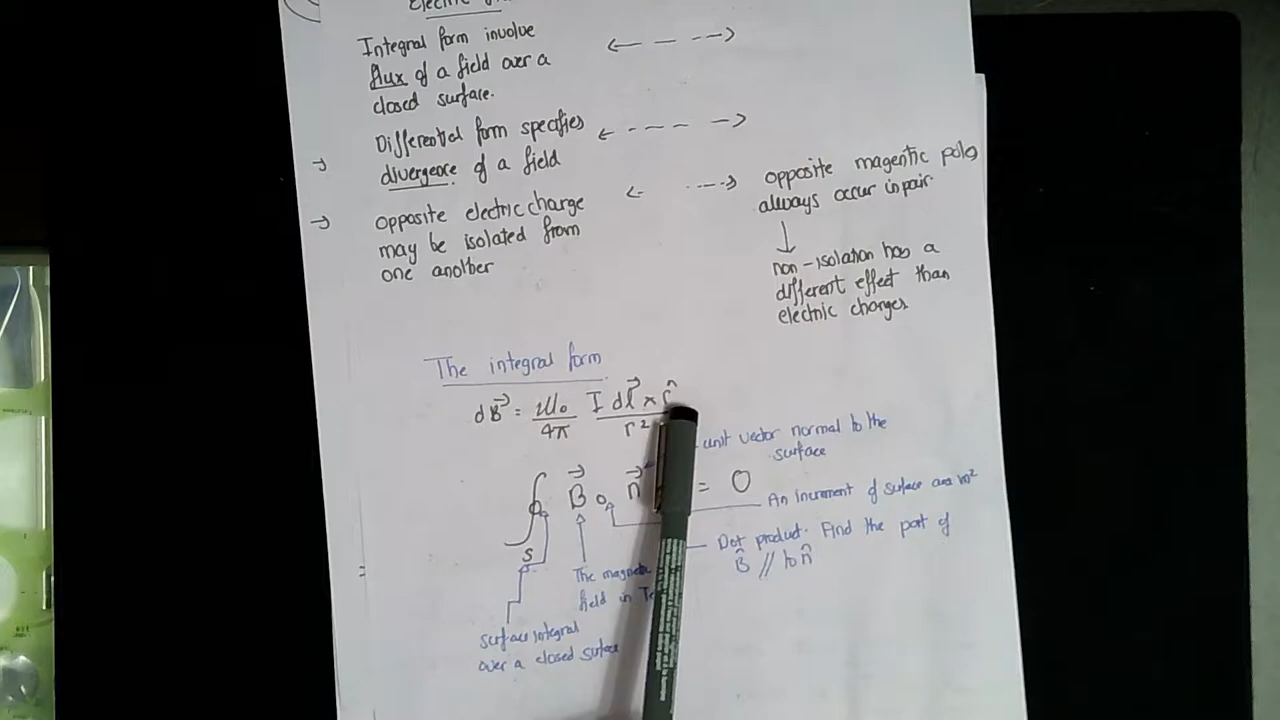 Electric
Integral form involve
flux of a field over a
closed surface.
→ Differential form specifies
divergence of a field
→ Opposite electric charge
may be isolated from
one another
opposite magentic poles
always occur in pair.
non-isolation has a
different effect than
electric charges
The integral form
dB⃗ = μ₀/4π I dl⃗ × r̂/r²
unit vector normal to the
surface
∮ B⃗ ∘ n⃗ = 0
S
An increment of surface area m²
Dot product. Find the part of
B̂ // to n̂
The magnetic
field in
Surface integral
over a closed suface